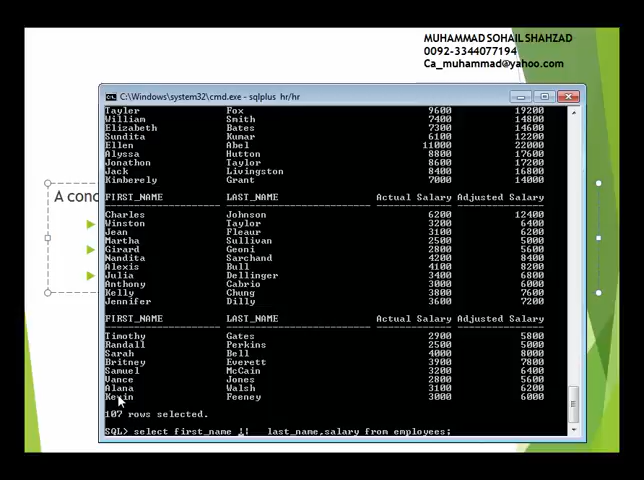 MUHAMMAD SOHAIL SHAHZAD
0092-3344077194
Ca_muhammad@yahoo.com
C:\Windows\system32\cmd.exe - sqlplus hr/hr
Tayler Fox 9600 19200
William Smith 7400 14800
Elizabeth Bates 7300 14600
Sundita Kumar 6100 12200
Ellen Abel 11000 22000
Alyssa Hutton 8800 17600
Jonathon Taylor 8600 17200
Jack Livingston 8400 16800
Kimberely Grant 7000 14000
FIRST_NAME LAST_NAME Actual Salary Adjusted Salary
Charles Johnson 6200 12400
Winston Taylor 3200 6400
Jean Fleaur 3100 6200
Martha Sullivan 2500 5000
Girard Geoni 2800 5600
Nandita Sarchand 4200 8400
Alexis Bull 4100 8200
Julia Dellinger 3400 6800
Anthony Cabrio 3000 6000
Kelly Chung 3800 7600
Jennifer Dilly 3600 7200
FIRST_NAME LAST_NAME Actual Salary Adjusted Salary
Timothy Gates 2900 5800
Randall Perkins 2500 5000
Sarah Bell 4000 8000
Britney Everett 3900 7800
Samuel McCain 3200 6400
Vance Jones 2800 5600
Alana Walsh 3100 6200
Kevin Feeney 3000 6000
107 rows selected.
SQL> select first_name || last_name,salary from employees;
A conc